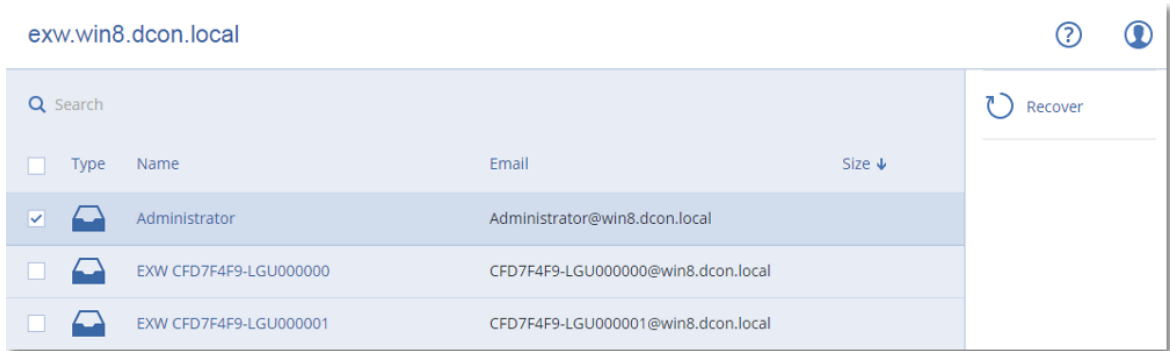 exw.win8.dcon.local
Search
Recover
Type Name Email Size
Administrator Administrator@win8.dcon.local
EXW CFD7F4F9-LGU000000 CFD7F4F9-LGU000000@win8.dcon.local
EXW CFD7F4F9-LGU000001 CFD7F4F9-LGU000001@win8.dcon.local